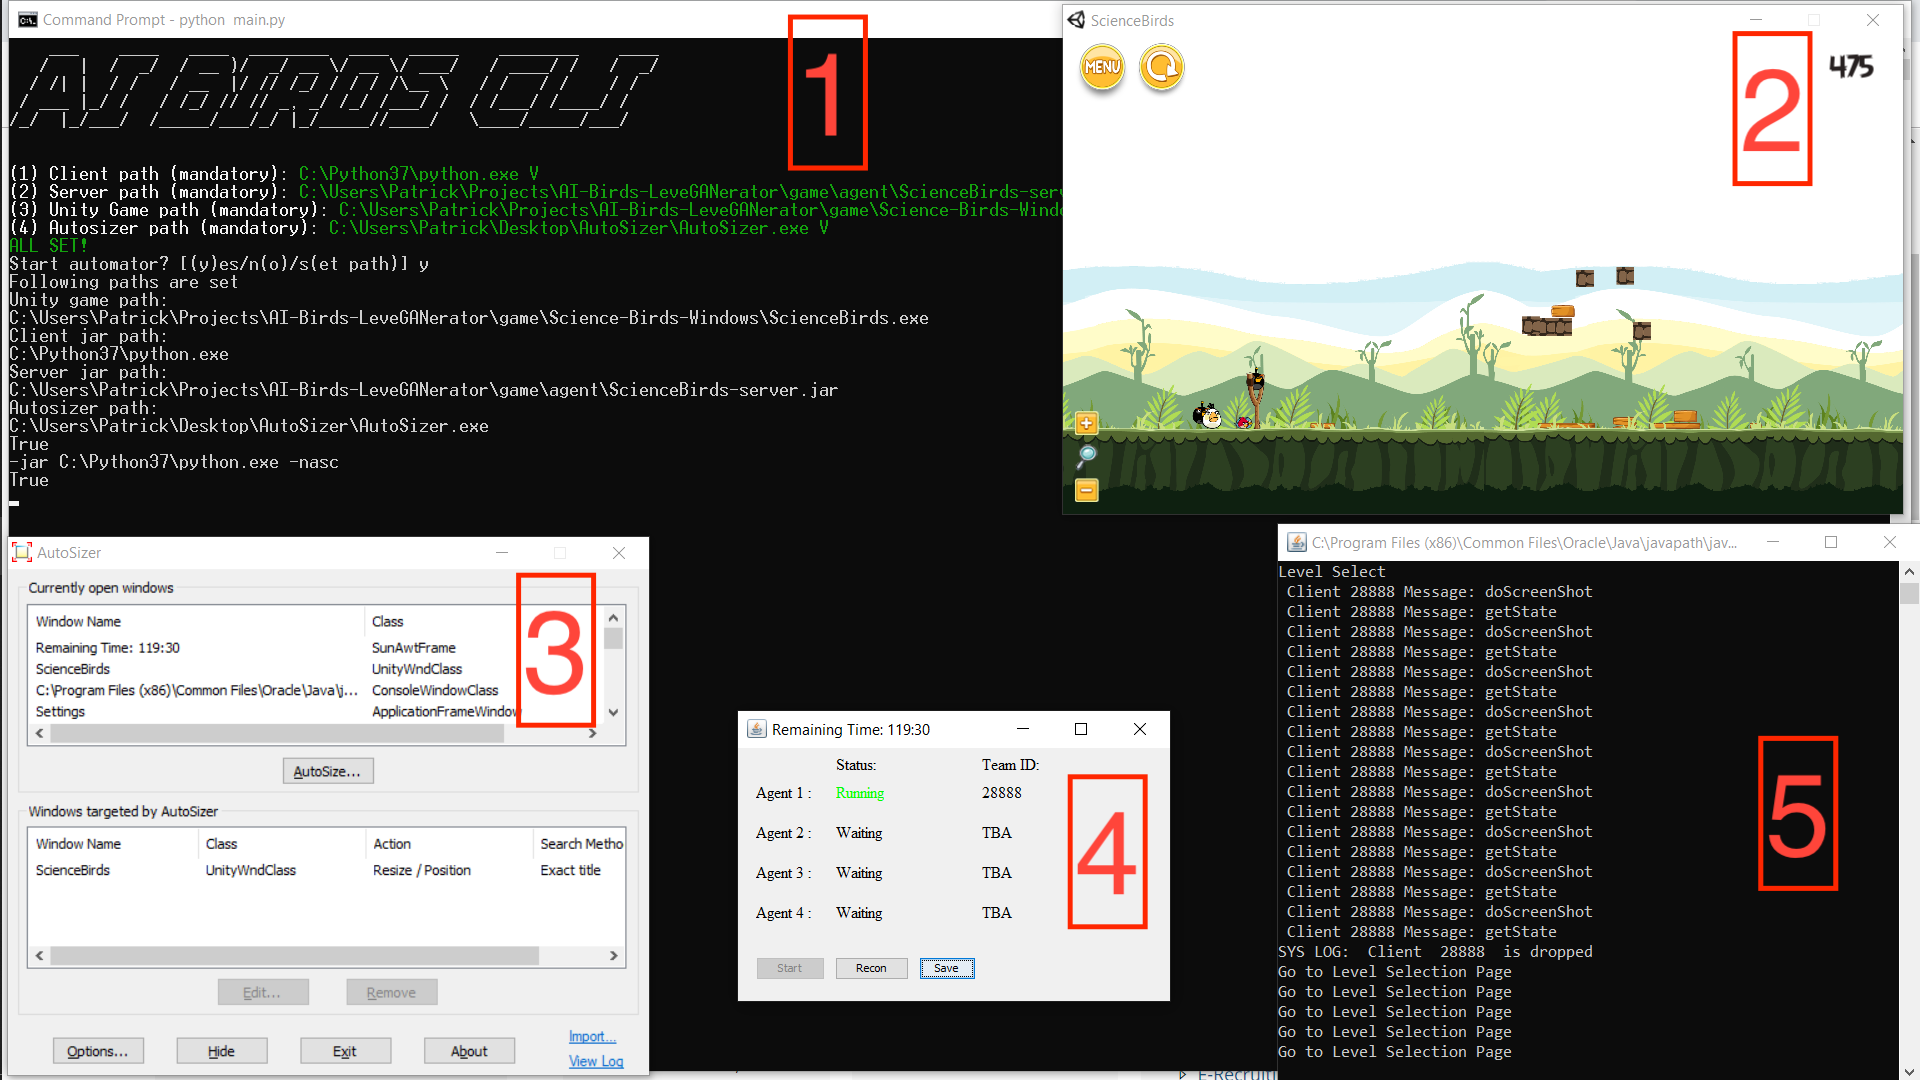 Command Prompt - python  main.py
AI BIRDS CLI
1
(1) Client path (mandatory): C:\Python37\python.exe V
(2) Server path (mandatory): C:\Users\Patrick\Projects\AI-Birds-LeveGANerator\game\agent\ScienceBirds-ser
(3) Unity Game path (mandatory): C:\Users\Patrick\Projects\AI-Birds-LeveGANerator\game\Science-Birds-Wind
(4) Autosizer path (mandatory): C:\Users\Patrick\Desktop\AutoSizer\AutoSizer.exe V
ALL SET!
Start automator? [(y)es/n(o)/s(et path)] y
Following paths are set
Unity game path:
C:\Users\Patrick\Projects\AI-Birds-LeveGANerator\game\Science-Birds-Windows\ScienceBirds.exe
Client jar path:
C:\Python37\python.exe
Server jar path:
C:\Users\Patrick\Projects\AI-Birds-LeveGANerator\game\agent\ScienceBirds-server.jar
Autosizer path:
C:\Users\Patrick\Desktop\AutoSizer\AutoSizer.exe
True
-jar C:\Python37\python.exe -nasc
True
ScienceBirds
MENU
2
475
AutoSizer
Currently open windows
3
Window Name Class
Remaining Time: 119:30 SunAwtFrame
ScienceBirds UnityWndClass
C:\Program Files (x86)\Common Files\Oracle\Java\j... ConsoleWindowClass
Settings ApplicationFrameWindow
AutoSize...
Windows targeted by AutoSizer
Window Name Class Action Search Metho
ScienceBirds UnityWndClass Resize / Position Exact title
Edit... Remove
Import...
Options... Hide Exit About
View Log
Remaining Time: 119:30
Status: Team ID:
Agent 1 : Running 28888
Agent 2 : Waiting TBA
4
Agent 3 : Waiting TBA
Agent 4 : Waiting TBA
Start Recon Save
C:\Program Files (x86)\Common Files\Oracle\Java\javapath\jav...
Level Select
Client 28888 Message: doScreenShot
Client 28888 Message: getState
Client 28888 Message: doScreenShot
Client 28888 Message: getState
Client 28888 Message: doScreenShot
Client 28888 Message: getState
Client 28888 Message: doScreenShot
Client 28888 Message: getState
Client 28888 Message: doScreenShot
Client 28888 Message: getState
Client 28888 Message: doScreenShot
Client 28888 Message: getState
Client 28888 Message: doScreenShot
Client 28888 Message: getState
Client 28888 Message: doScreenShot
Client 28888 Message: getState
Client 28888 Message: doScreenShot
Client 28888 Message: getState
SYS LOG:  Client  28888  is dropped
Go to Level Selection Page
Go to Level Selection Page
Go to Level Selection Page
Go to Level Selection Page
Go to Level Selection Page
5
E-Recruiti